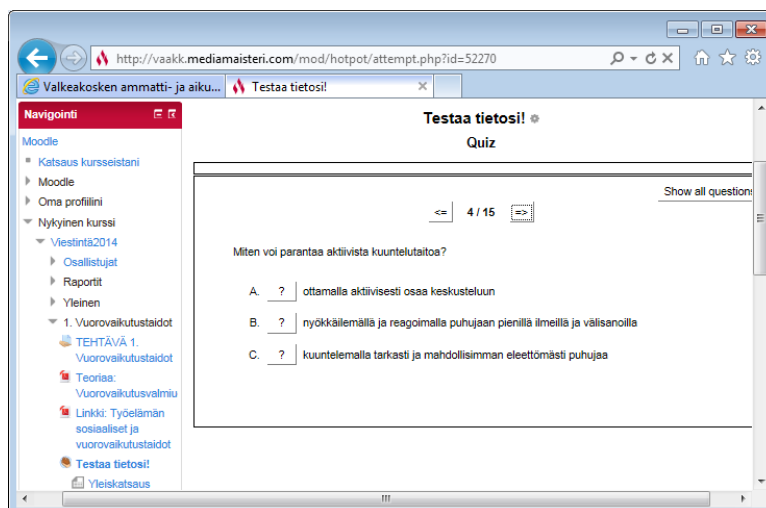 http://vaakk.mediamaisteri.com/mod/hotpot/attempt.php?id=52270
Valkeakosken ammatti- ja aiku...
Testaa tietosi!
Navigointi
Moodle
Katsaus kursseistani
Moodle
Oma profiilini
Nykyinen kurssi
Viestintä2014
Osallistujat
Raportit
Yleinen
1. Vuorovaikutustaidot
TEHTÄVÄ 1.
Vuorovaikutustaidot
Teoriaa:
Vuorovaikutusvalmiu
Linkki: Työelämän
sosiaaliset ja
vuorovaikutustaidot
Testaa tietosi!
Yleiskatsaus
Testaa tietosi!
Quiz
Show all questions
<= 4 / 15 =>
Miten voi parantaa aktiivista kuuntelutaitoa?
A. ? ottamalla aktiivisesti osaa keskusteluun
B. ? nyökkäilemällä ja reagoimalla puhujaan pienillä ilmeillä ja välisanoilla
C. ? kuuntelemalla tarkasti ja mahdollisimman eleettömästi puhujaa